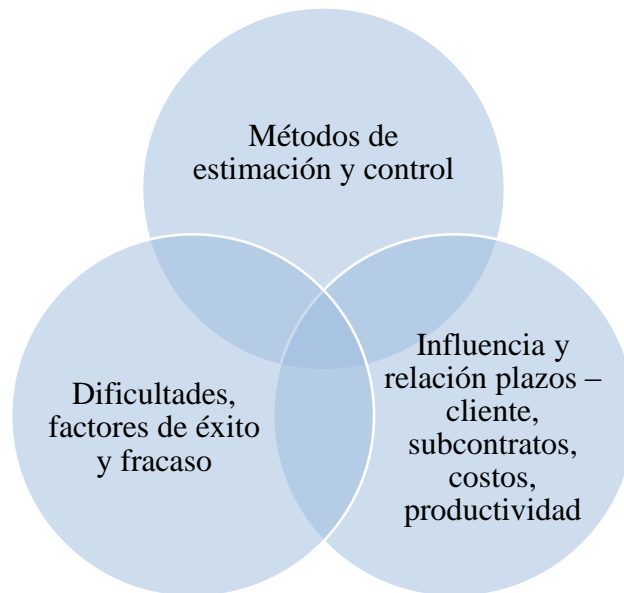 Métodos de
estimación y control
Dificultades,
factores de éxito
y fracaso
Influencia y
relación plazos –
cliente,
subcontratos,
costos,
productividad